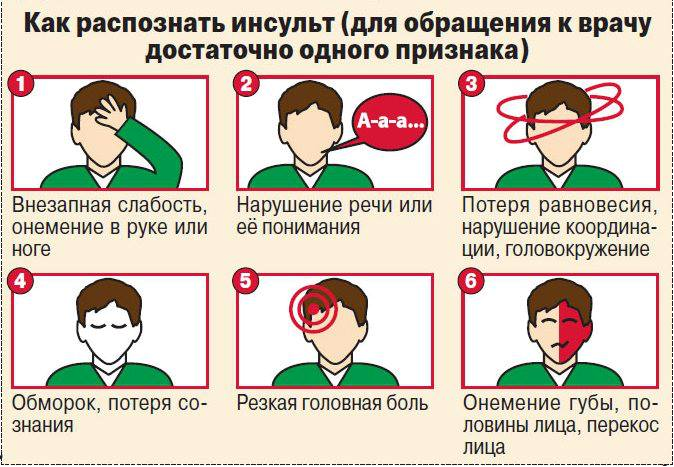 Как распознать инсульт (для обращения к врачу
достаточно одного признака)
1
Внезапная слабость,
онемение в руке или
ноге
2
А-а-а...
Нарушение речи или
её понимания
3
Потеря равновесия,
нарушение координа-
ции, головокружение
4
Обморок, потеря со-
знания
5
Резкая головная боль
6
Онемение губы, по-
ловины лица, перекос
лица